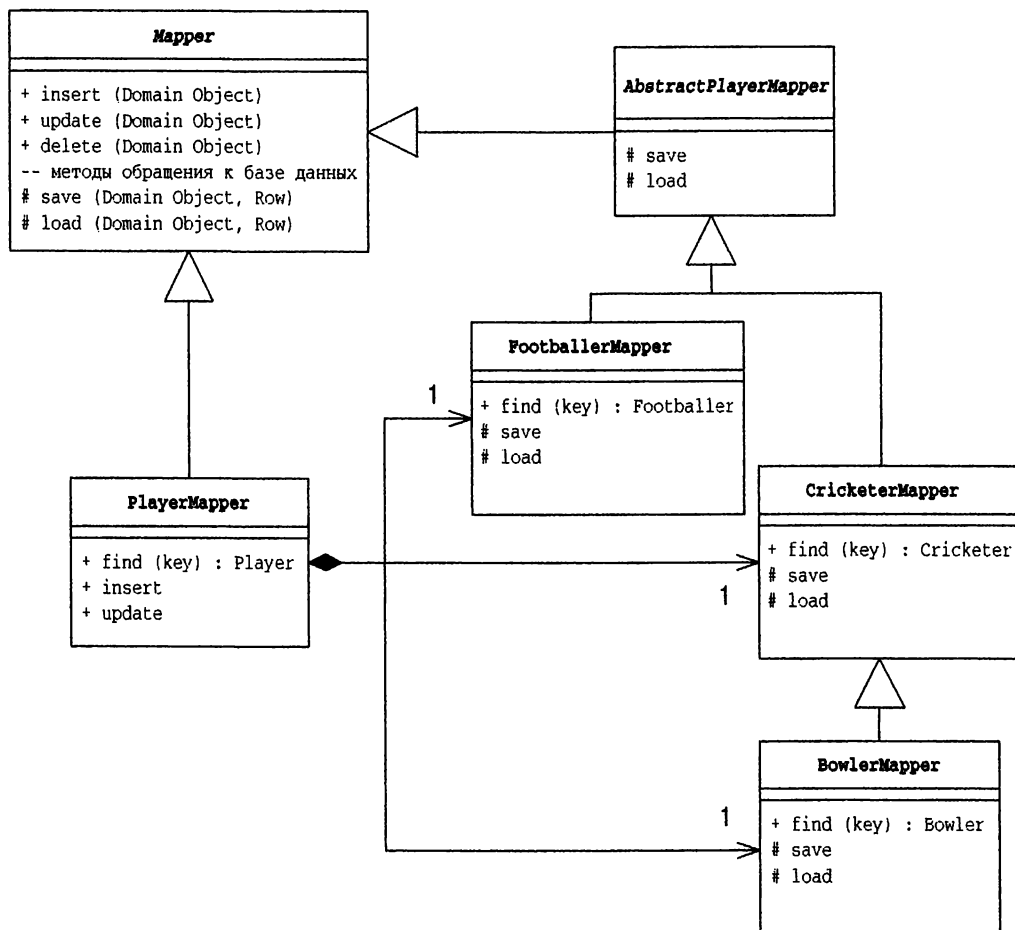 Mapper
+ insert (Domain Object)
+ update (Domain Object)
+ delete (Domain Object)
-- методы обращения к базе данных
# save (Domain Object, Row)
# load (Domain Object, Row)
AbstractPlayerMapper
# save
# load
FootballerMapper
+ find (key) : Footballer
# save
# load
1
PlayerMapper
+ find (key) : Player
+ insert
+ update
CricketerMapper
+ find (key) : Cricketer
# save
# load
1
BowlerMapper
+ find (key) : Bowler
# save
# load
1